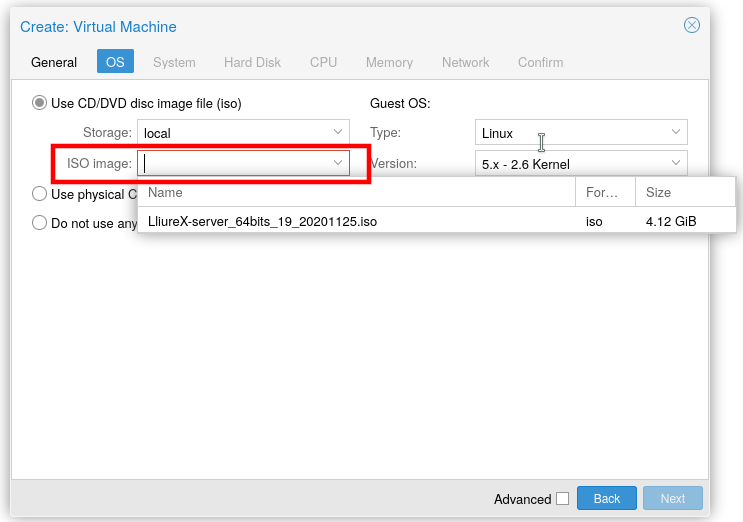 Create: Virtual Machine
General OS System Hard Disk CPU Memory Network Confirm
Use CD/DVD disc image file (iso) Guest OS:
Storage: local Type: Linux
ISO image: Version: 5.x - 2.6 Kernel
Use physical C
Name For... Size
Do not use any
LliureX-server_64bits_19_20201125.iso iso 4.12 GiB
Advanced Back Next